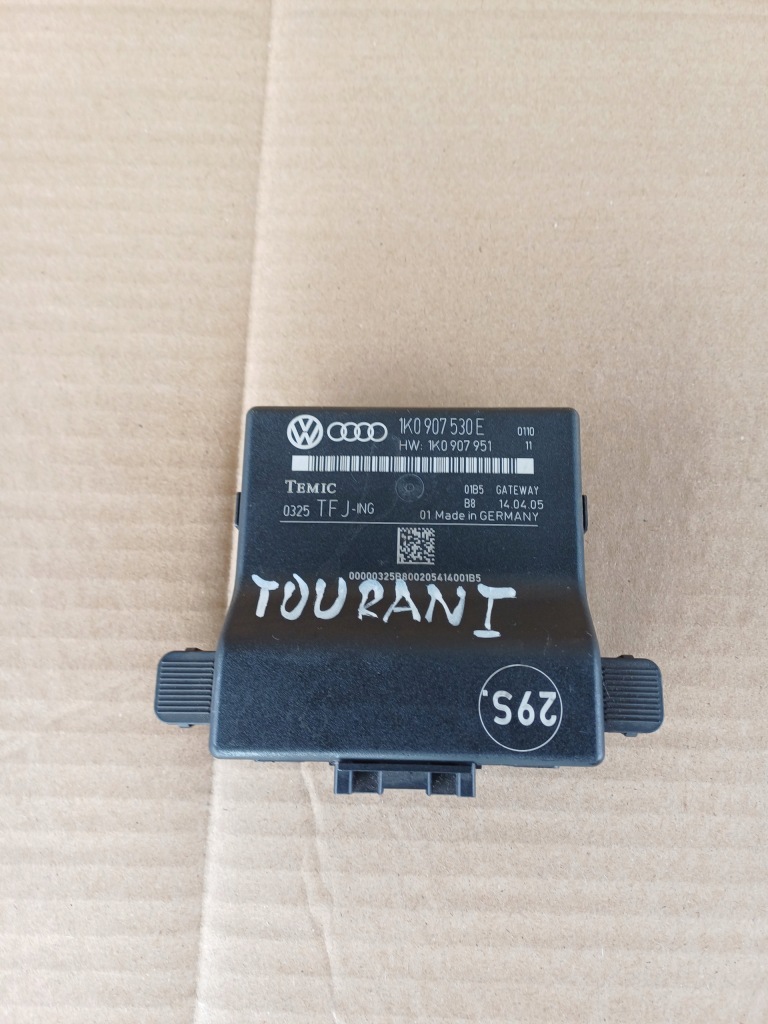 1K0 907 530 E
HW: 1K0 907 951
0110
11
TEMIC
01B5 GATEWAY
B8 14.04.05
0325 TFJ-ING
01 Made in GERMANY
00000325B800205414001B5
TOURANI
29S.